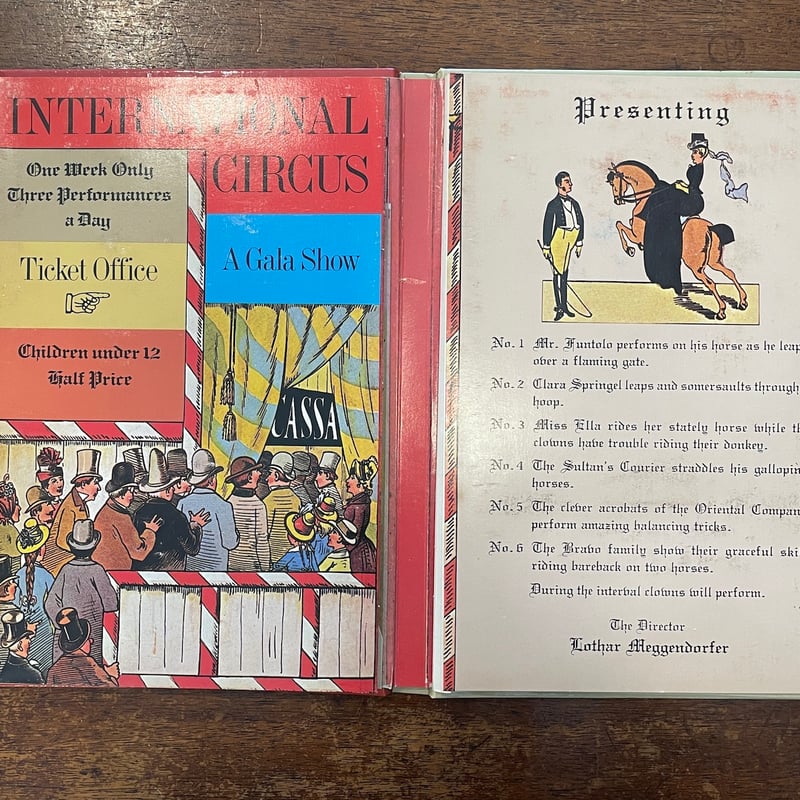 INTERNATIONAL
CIRCUS
One Week Only
Three Performances
a Day
Ticket Office
Children under 12
Half Price
A Gala Show
CASSA
Presenting
No. 1 Mr. Funtolo performs on his horse as he leap
over a flaming gate.
No. 2 Clara Springel leaps and somersaults through
hoop.
No. 3 Miss Ella rides her stately horse while th
clowns have trouble riding their donkey.
No. 4 The Sultan's Courier straddles his gallopin
horses.
No. 5 The clever acrobats of the Oriental Compan
perform amazing balancing tricks.
No. 6 The Bravo family show their graceful ski
riding bareback on two horses.
During the interval clowns will perform.
The Director
Lothar Meggendorfer